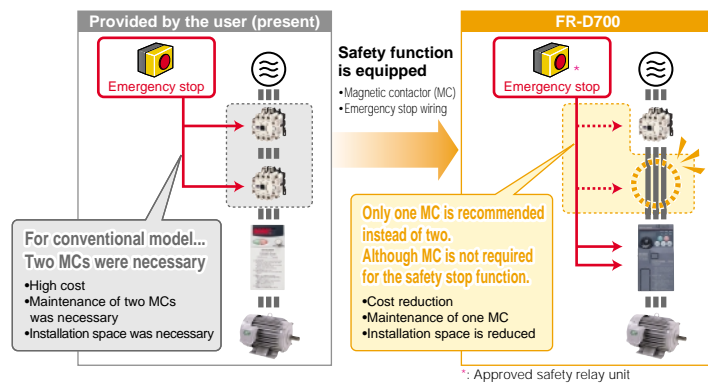 Provided by the user (present)
Emergency stop
For conventional model...
Two MCs were necessary
•High cost
•Maintenance of two MCs
was necessary
•Installation space was necessary
Safety function
is equipped
•Magnetic contactor (MC)
•Emergency stop wiring
FR-D700
*
Emergency stop
Only one MC is recommended
instead of two.
Although MC is not required
for the safety stop function.
•Cost reduction
•Maintenance of one MC
•Installation space is reduced
*: Approved safety relay unit